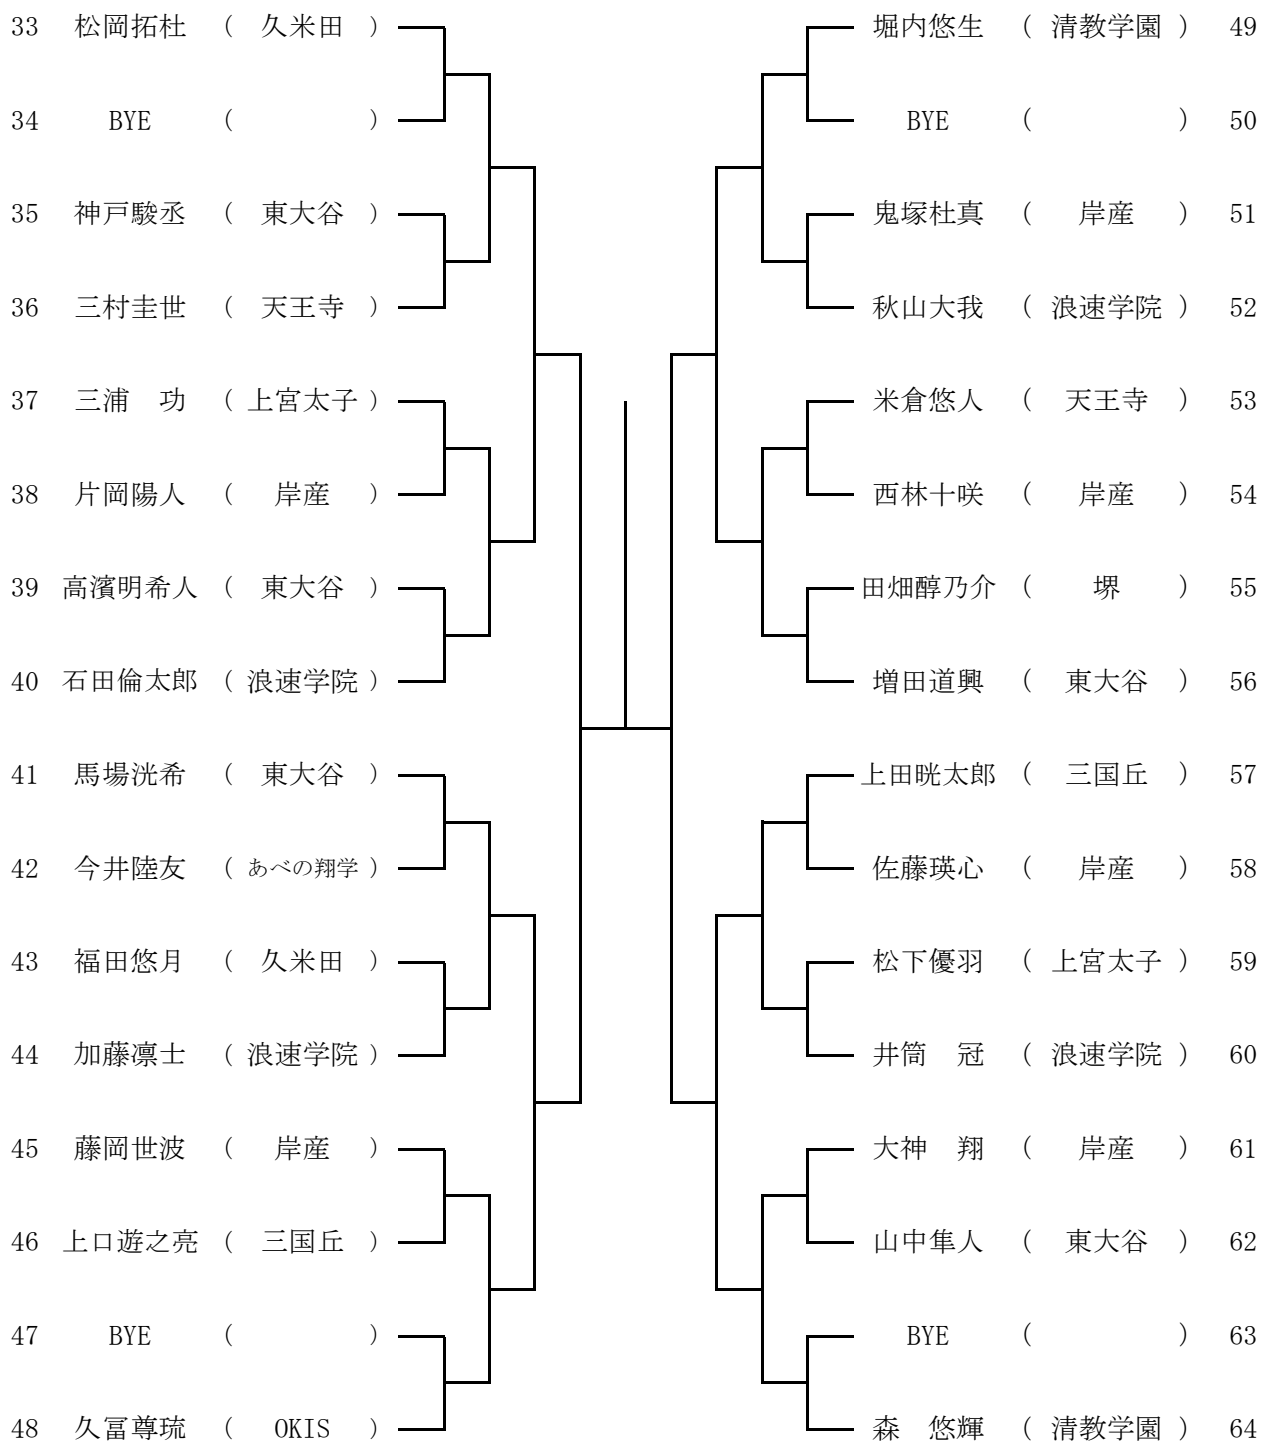 33 松岡拓杜 ( 久米田 ) 堀内悠生 ( 清教学園 ) 49
34 BYE ( ) BYE ( ) 50
35 神戸駿丞 ( 東大谷 ) 鬼塚杜真 ( 岸産 ) 51
36 三村圭世 ( 天王寺 ) 秋山大我 ( 浪速学院 ) 52
37 三浦　功 ( 上宮太子 ) 米倉悠人 ( 天王寺 ) 53
38 片岡陽人 ( 岸産 ) 西林十咲 ( 岸産 ) 54
39 高濱明希人 ( 東大谷 ) 田畑醇乃介 ( 堺 ) 55
40 石田倫太郎 ( 浪速学院 ) 増田道興 ( 東大谷 ) 56
41 馬場洸希 ( 東大谷 ) 上田晄太郎 ( 三国丘 ) 57
42 今井陸友 ( あべの翔学 ) 佐藤瑛心 ( 岸産 ) 58
43 福田悠月 ( 久米田 ) 松下優羽 ( 上宮太子 ) 59
44 加藤凛士 ( 浪速学院 ) 井筒　冠 ( 浪速学院 ) 60
45 藤岡世波 ( 岸産 ) 大神　翔 ( 岸産 ) 61
46 上口遊之亮 ( 三国丘 ) 山中隼人 ( 東大谷 ) 62
47 BYE ( ) BYE ( ) 63
48 久冨尊琉 ( OKIS ) 森　悠輝 ( 清教学園 ) 64